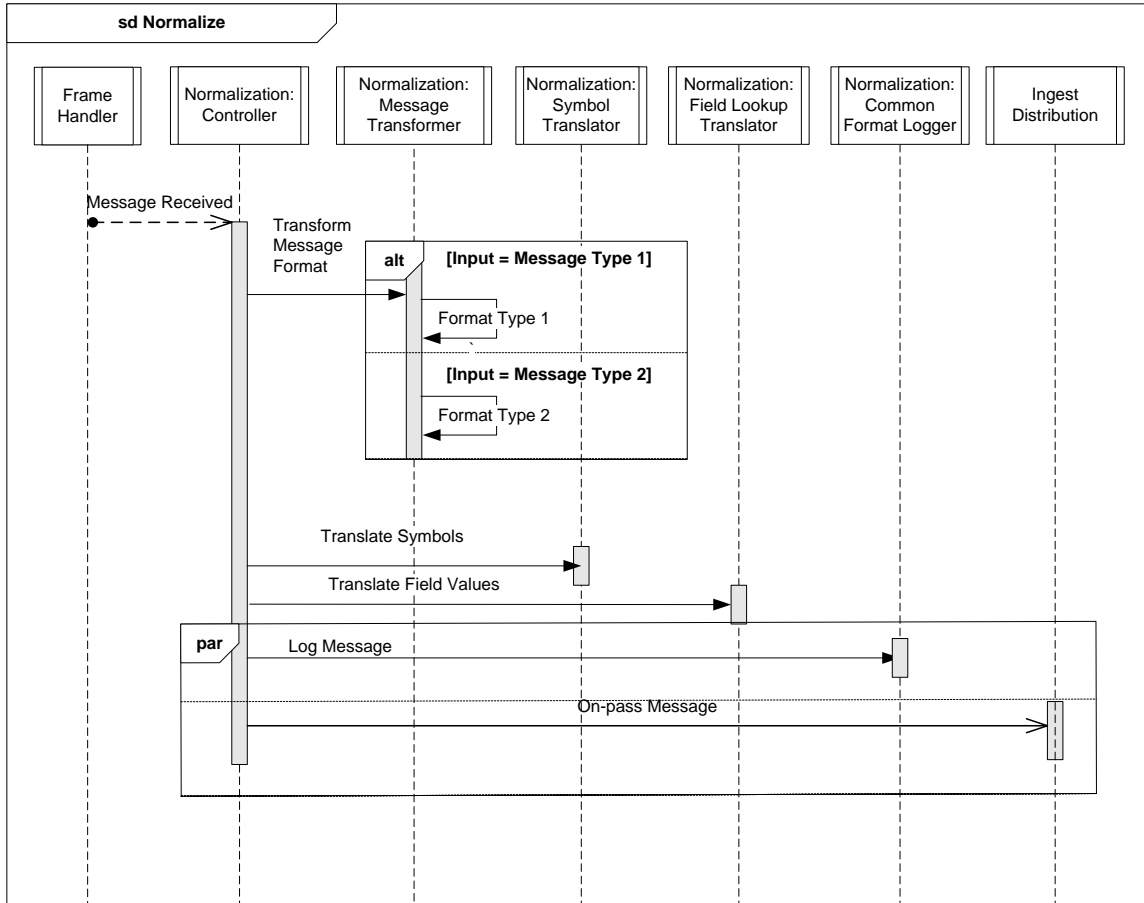 sd Normalize
Frame
Handler
Normalization:
Controller
Normalization:
Message
Transformer
Normalization:
Symbol
Translator
Normalization:
Field Lookup
Translator
Normalization:
Common
Format Logger
Ingest
Distribution
Message Received
Transform
Message
Format
alt
[Input = Message Type 1]
Format Type 1
[Input = Message Type 2]
Format Type 2
Translate Symbols
Translate Field Values
par
Log Message
On-pass Message